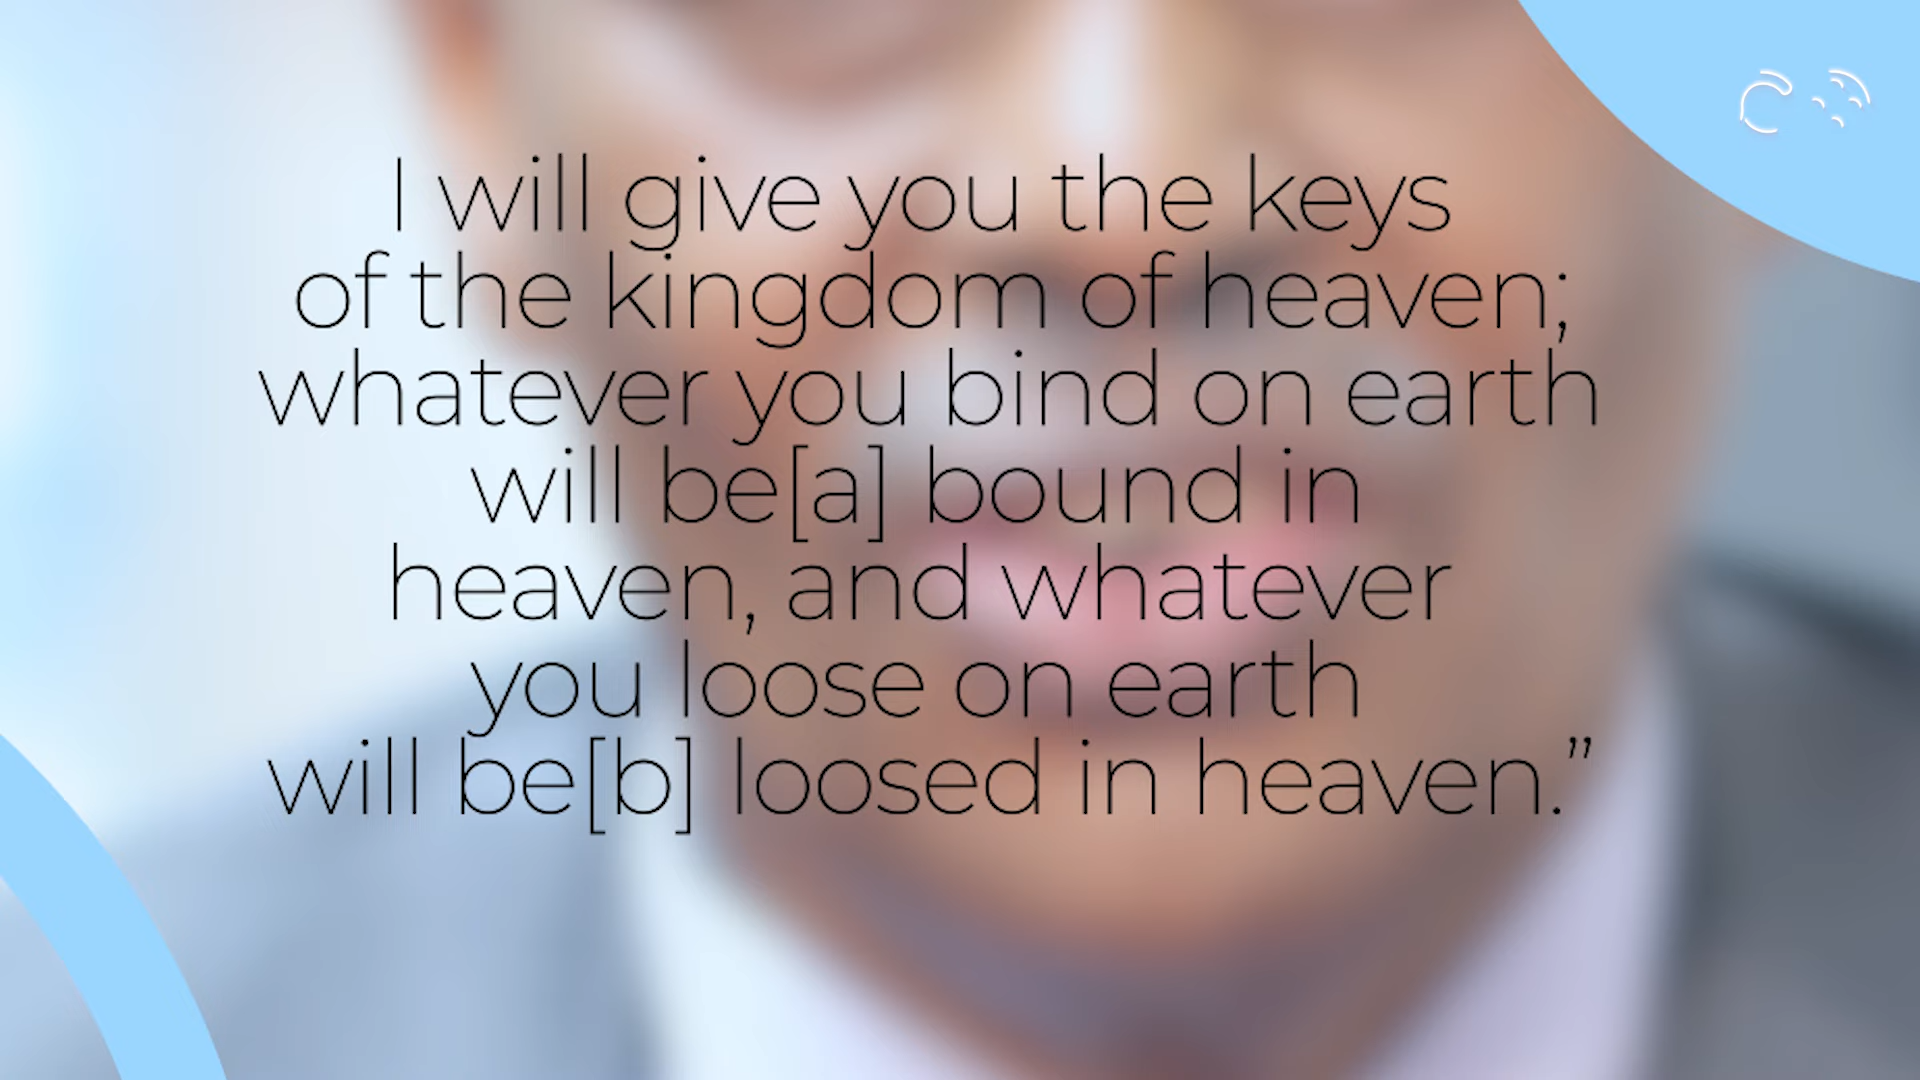 I will give you the keys
of the kingdom of heaven;
whatever you bind on earth
will be[a] bound in
heaven, and whatever
you loose on earth
will be[b] loosed in heaven.”